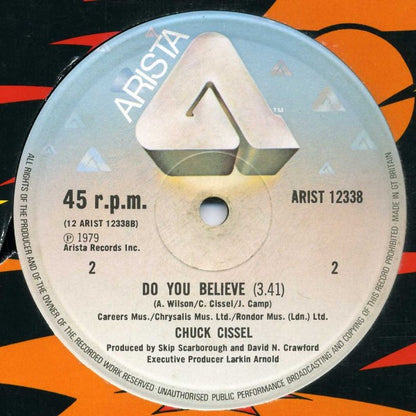 ARISTA
TM
45 r.p.m.
ARIST 12338
(12 ARIST 12338B)
℗ 1979
Arista Records Inc.
2
2
DO YOU BELIEVE (3.41)
(A. Wilson/C. Cissel/J. Camp)
Careers Mus./Chrysalis Mus. Ltd./Rondor Mus. (Ldn.) Ltd.
CHUCK CISSEL
Produced by Skip Scarborough and David N. Crawford
Executive Producer Larkin Arnold
ALL RIGHTS OF THE PRODUCER AND OF THE OWNER OF THE RECORDED WORK RESERVED · UNAUTHORISED PUBLIC PERFORMANCE BROADCASTING AND COPYING OF THIS RECORD PROHIBITED MADE IN GT BRITAIN